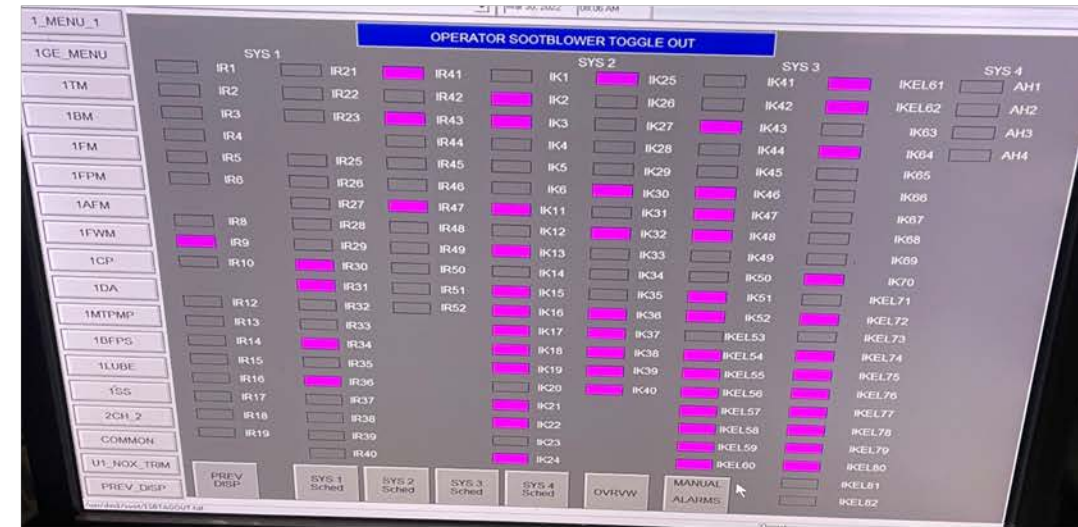 Mar 30, 2022 08:06 AM
OPERATOR SOOTBLOWER TOGGLE OUT
1_MENU_1
1GE_MENU
1TM
1BM
1FM
1FPM
1AFM
1FWM
1CP
1DA
1MTPMP
1BFPS
1LUBE
1SS
2CH_2
COMMON
U1_NOX_TRIM
PREV_DISP
SYS 1
IR1
IR2
IR3
IR4
IR5
IR6
IR8
IR9
IR10
IR12
IR13
IR14
IR15
IR16
IR17
IR18
IR19
IR21
IR22
IR23
IR25
IR26
IR27
IR28
IR29
IR30
IR31
IR32
IR33
IR34
IR35
IR36
IR37
IR38
IR39
IR40
IR41
IR42
IR43
IR44
IR45
IR46
IR47
IR48
IR49
IR50
IR51
IR52
SYS 2
IK1
IK2
IK3
IK4
IK5
IK6
IK11
IK12
IK13
IK14
IK15
IK16
IK17
IK18
IK19
IK20
IK21
IK22
IK23
IK24
IK25
IK26
IK27
IK28
IK29
IK30
IK31
IK32
IK33
IK34
IK35
IK36
IK37
IK38
IK39
IK40
SYS 3
IK41
IK42
IK43
IK44
IK45
IK46
IK47
IK48
IK49
IK50
IK51
IK52
IKEL53
IKEL54
IKEL55
IKEL56
IKEL57
IKEL58
IKEL59
IKEL60
IKEL61
IKEL62
IK63
IK64
IK65
IK66
IK67
IK68
IK69
IK70
IKEL71
IKEL72
IKEL73
IKEL74
IKEL75
IKEL76
IKEL77
IKEL78
IKEL79
IKEL80
IKEL81
IKEL82
SYS 4
AH1
AH2
AH3
AH4
PREV
DISP
SYS 1
Sched
SYS 2
Sched
SYS 3
Sched
SYS 4
Sched
OVRVW
MANUAL
ALARMS